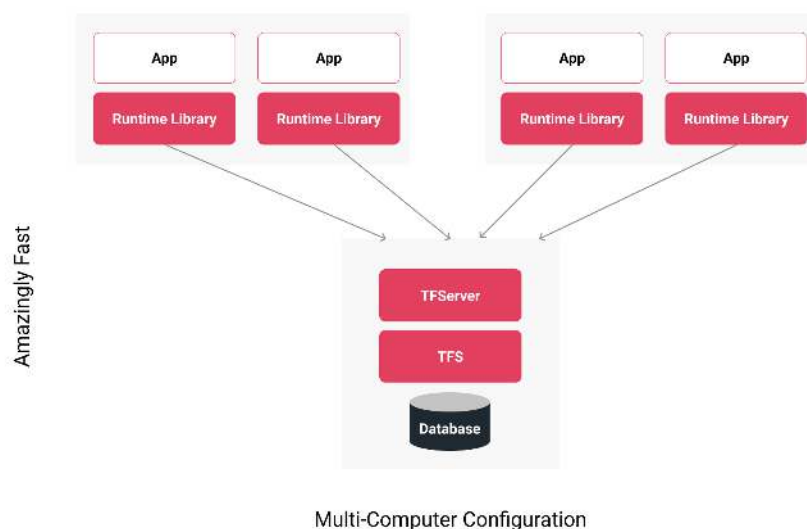 App
App
App
App
Runtime Library
Runtime Library
Runtime Library
Runtime Library
Amazingly Fast
TFServer
TFS
Database
Multi-Computer Configuration